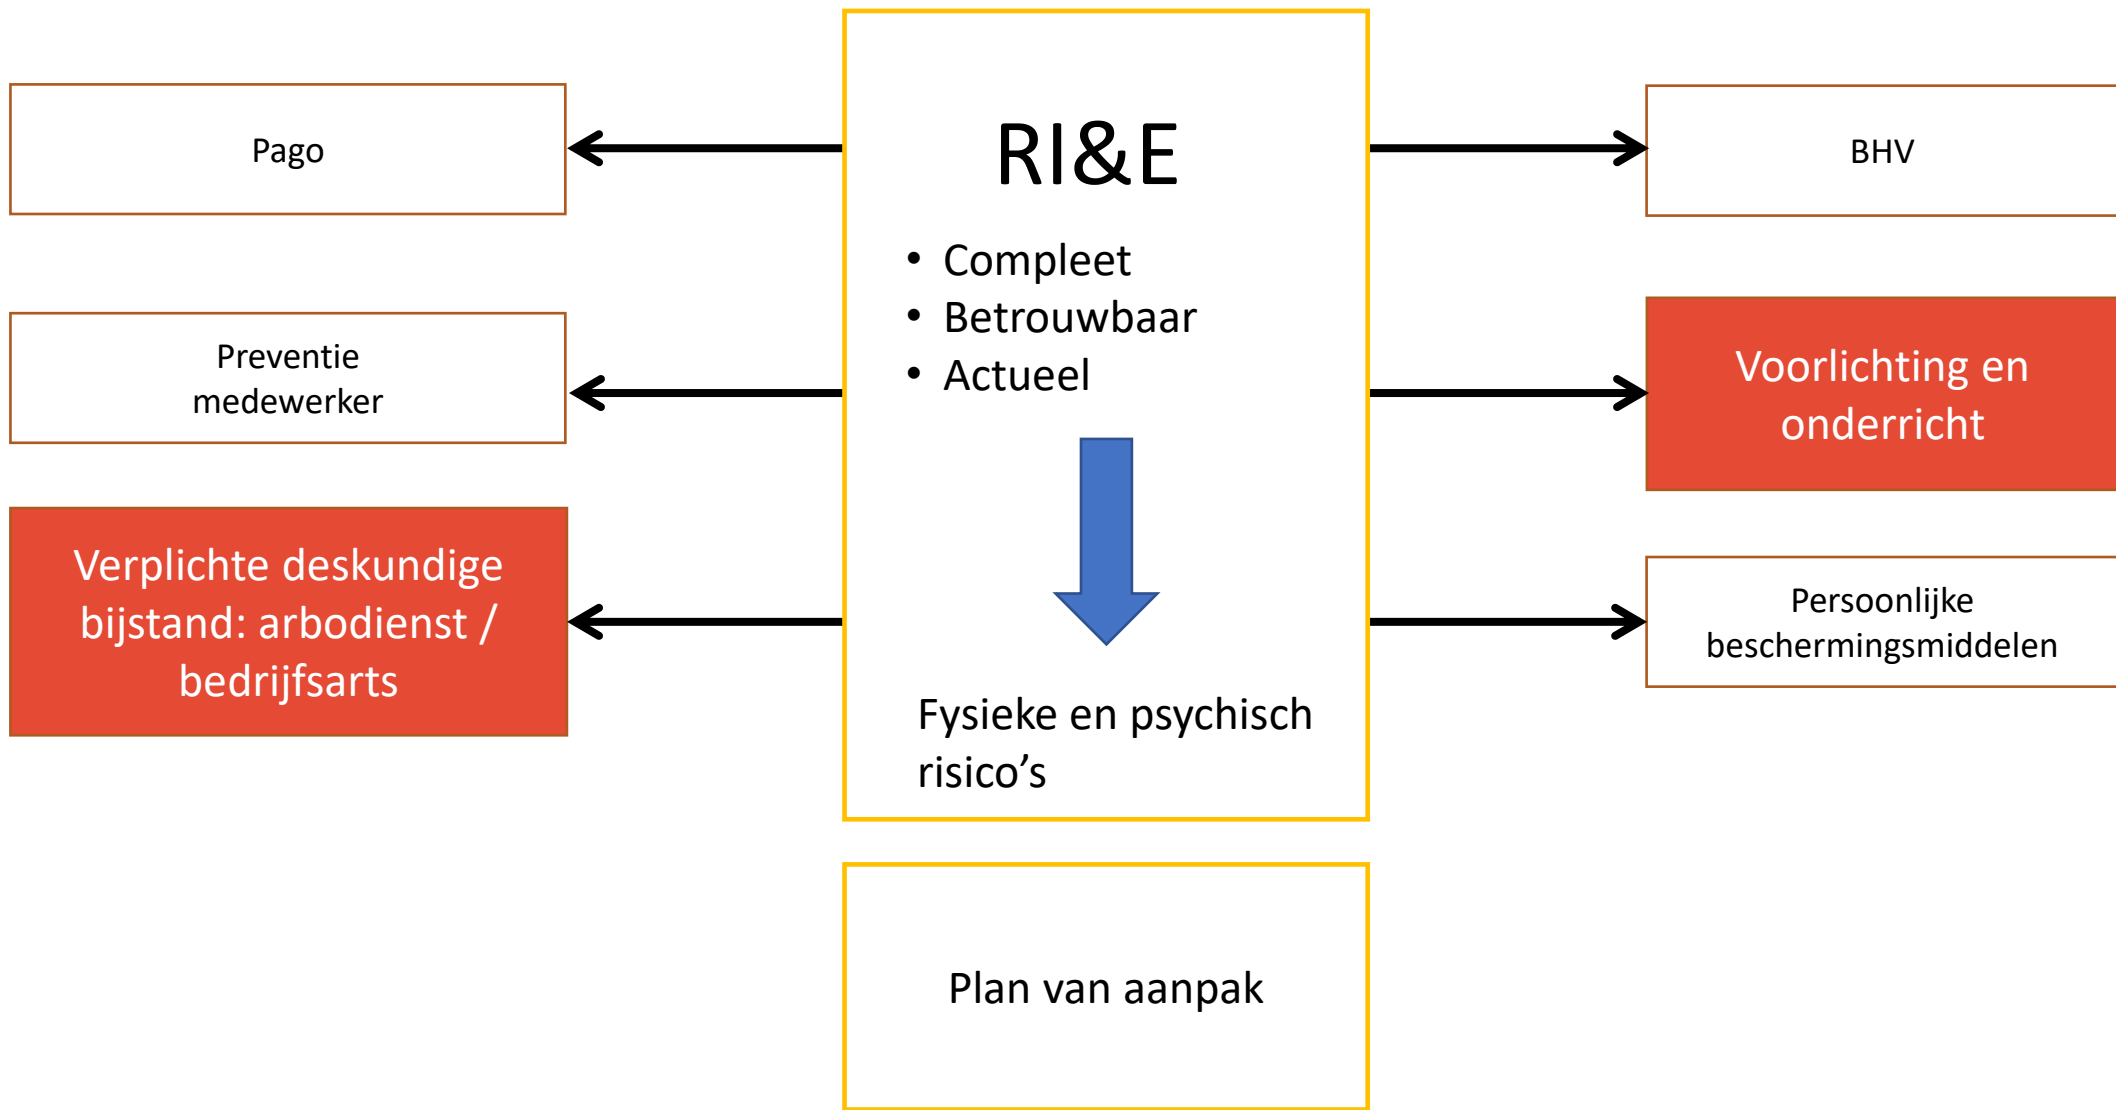 Pago
Preventie
medewerker
Verplichte deskundige
bijstand: arbodienst /
bedrijfsarts
RI&E
• Compleet
• Betrouwbaar
• Actueel
Fysieke en psychisch
risico’s
Plan van aanpak
BHV
Voorlichting en
onderricht
Persoonlijke
beschermingsmiddelen